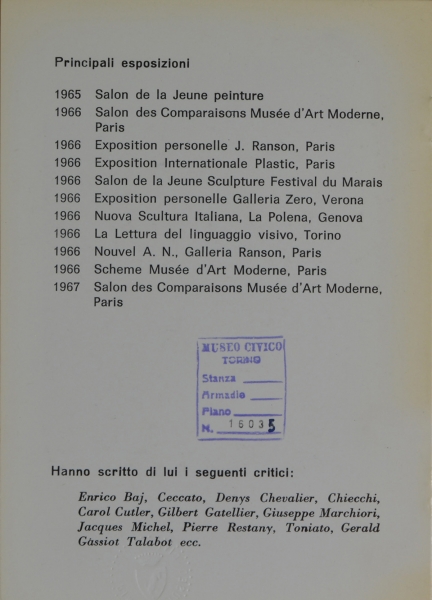 Principali esposizioni
1965 Salon de la Jeune peinture
1966 Salon des Comparaisons Musée d'Art Moderne,
Paris
1966 Exposition personelle J. Ranson, Paris
1966 Exposition Internationale Plastic, Paris
1966 Salon de la Jeune Sculpture Festival du Marais
1966 Exposition personelle Galleria Zero, Verona
1966 Nuova Scultura Italiana, La Polena, Genova
1966 La Lettura del linguaggio visivo, Torino
1966 Nouvel A. N., Galleria Ranson, Paris
1966 Scheme Musée d'Art Moderne, Paris
1967 Salon des Comparaisons Musée d'Art Moderne,
Paris
MUSEO CIVICO
TORINO
Stanza
Armadio
Piano
N. 16035
Hanno scritto di lui i seguenti critici:
Enrico Baj, Ceccato, Denys Chevalier, Chiecchi,
Carol Cutler, Gilbert Gatellier, Giuseppe Marchiori,
Jacques Michel, Pierre Restany, Toniato, Gerald
Gàssiot Talabot ecc.